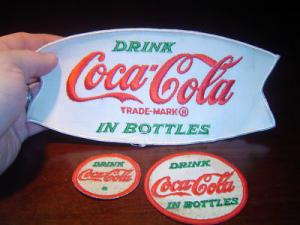 DRINK
Coca-Cola
TRADE-MARK ®
IN BOTTLES
DRINK
Coca-Cola
DRINK
Coca-Cola
IN BOTTLES